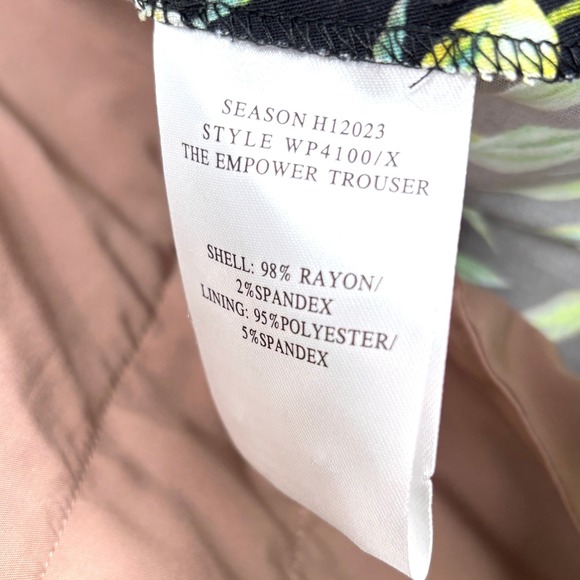 SEASON H12023
STYLE WP4100/X
THE EMPOWER TROUSER
SHELL: 98% RAYON/
2%SPANDEX
LINING: 95%POLYESTER/
5%SPANDEX